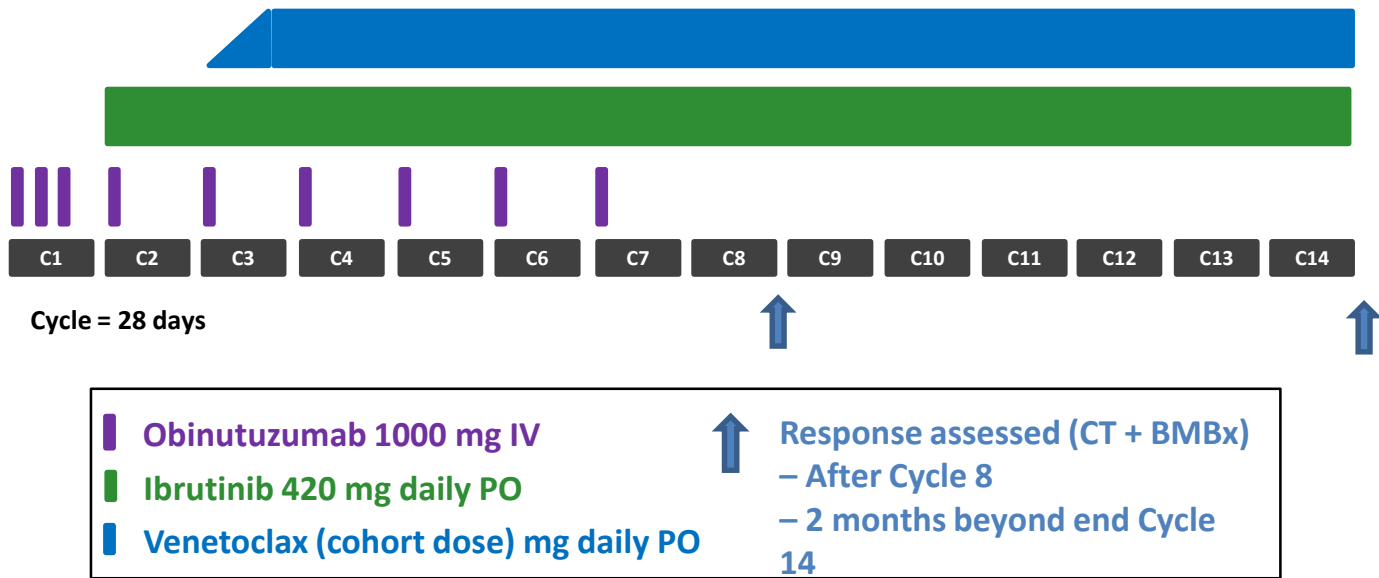 C1 C2 C3 C4 C5 C6 C7 C8 C9 C10 C11 C12 C13 C14
Cycle = 28 days
Obinutuzumab 1000 mg IV
Ibrutinib 420 mg daily PO
Venetoclax (cohort dose) mg daily PO
Response assessed (CT + BMBx)
– After Cycle 8
– 2 months beyond end Cycle
14